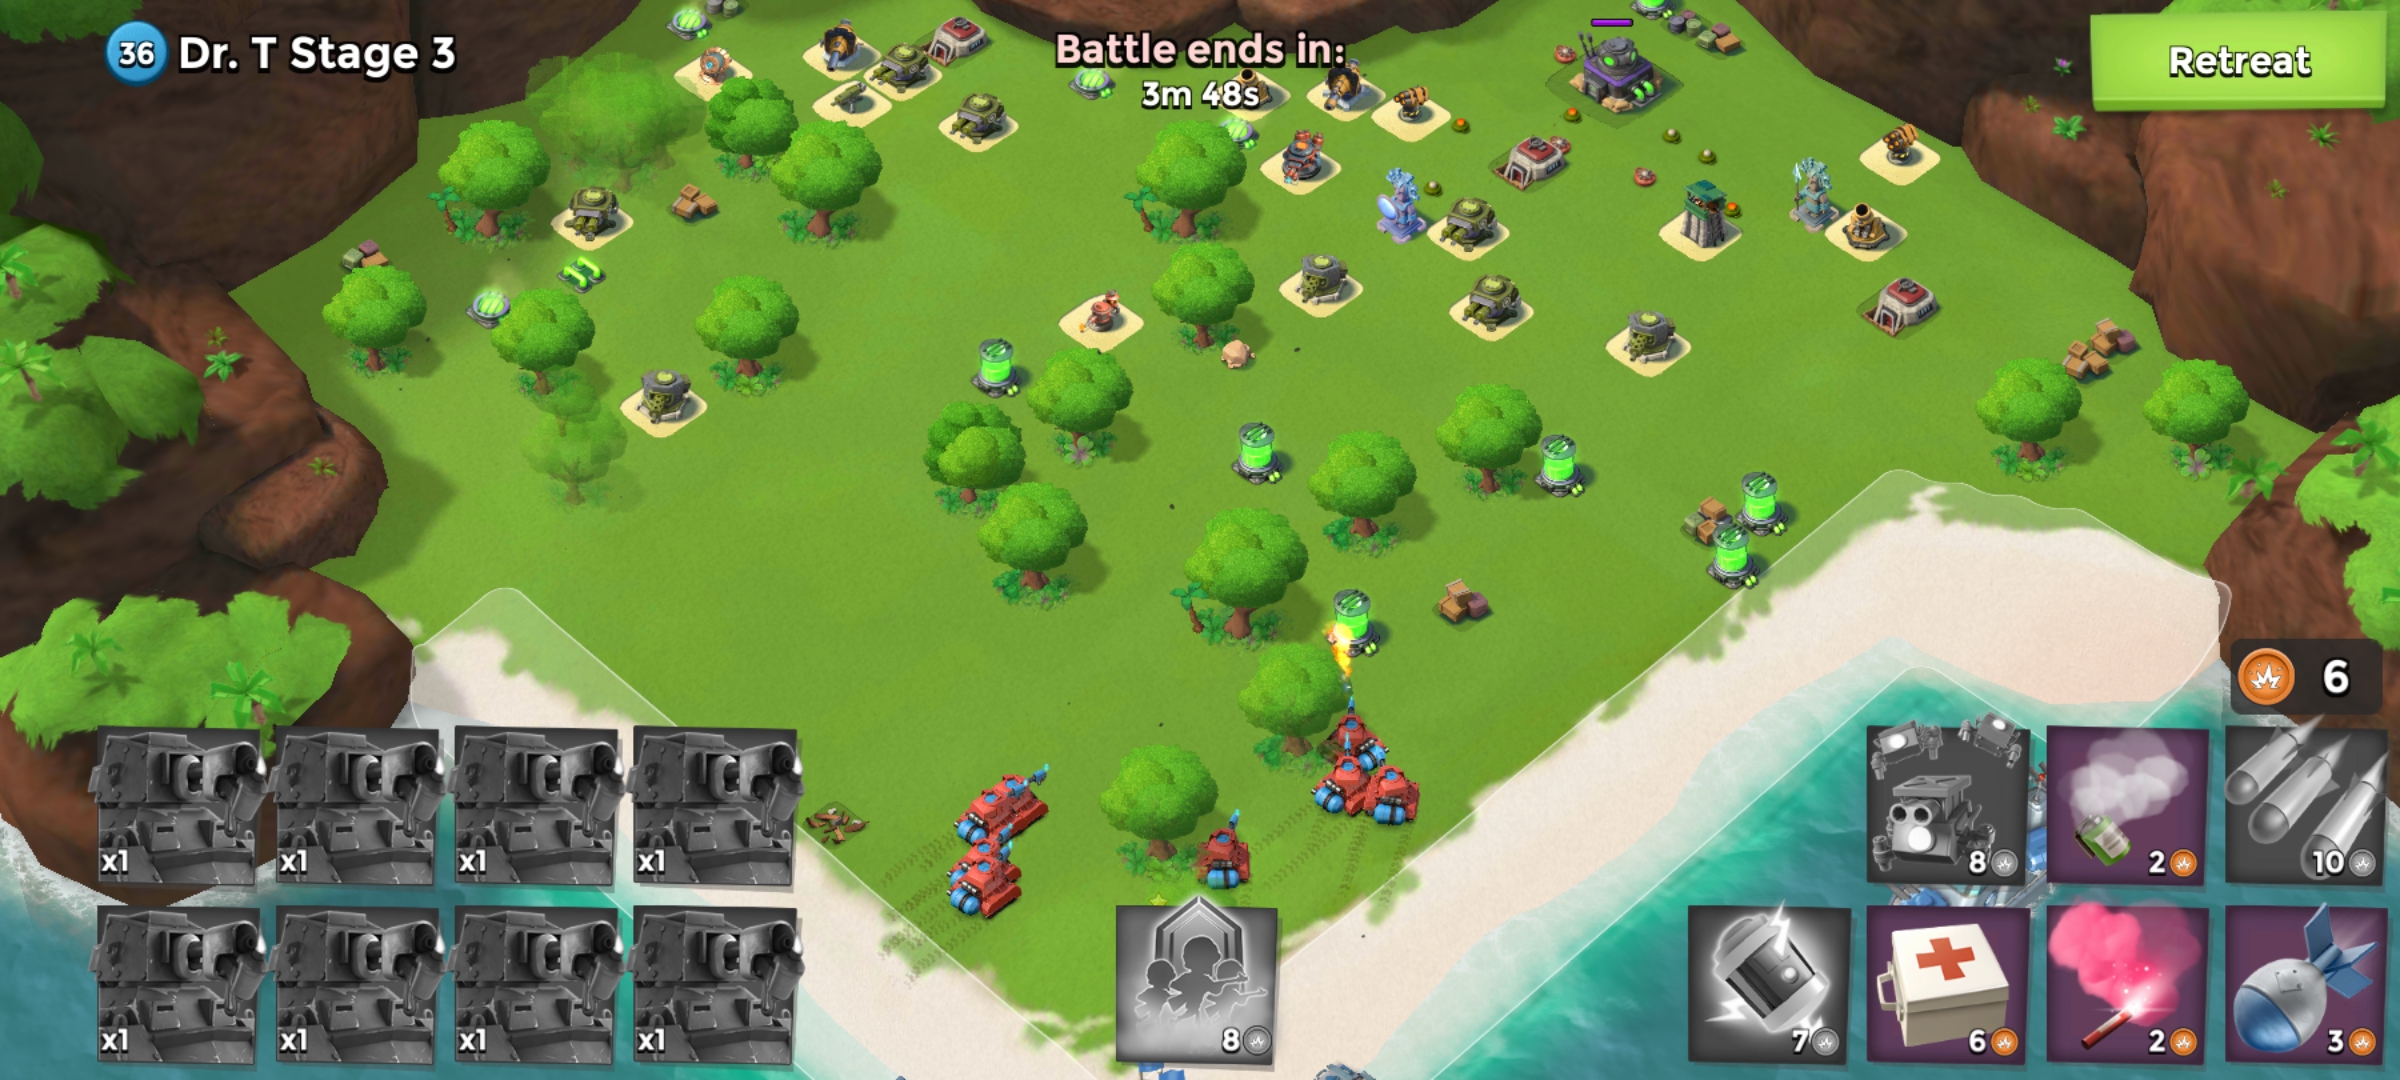 36 Dr. T Stage 3
Battle ends in:
3m 48s
Retreat
6
x1 x1 x1 x1
8 2 10
x1 x1 x1 x1
8
7 6 2 3